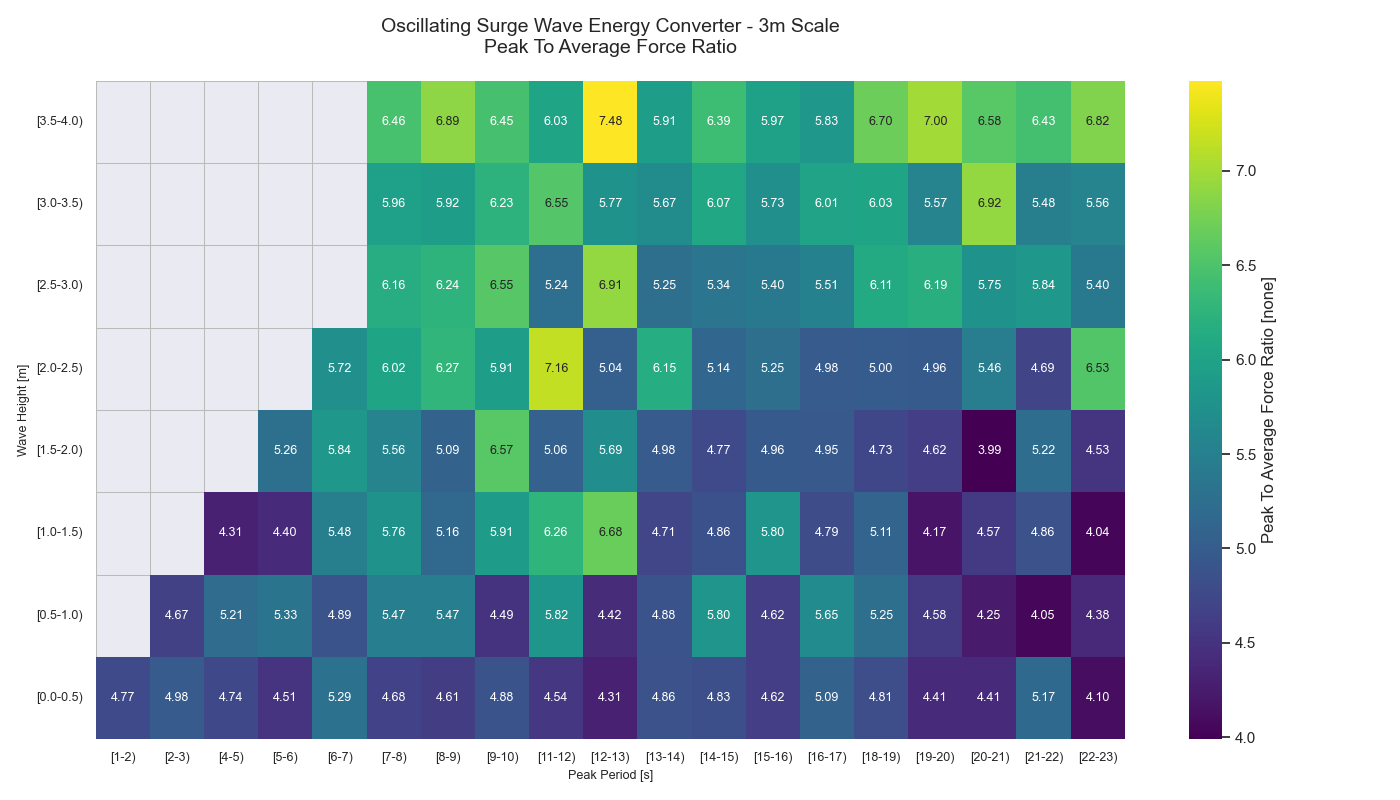 Oscillating Surge Wave Energy Converter - 3m Scale
Peak To Average Force Ratio
[3.5-4.0) 6.46 6.89 6.45 6.03 7.48 5.91 6.39 5.97 5.83 6.70 7.00 6.58 6.43 6.82
[3.0-3.5) 5.96 5.92 6.23 6.55 5.77 5.67 6.07 5.73 6.01 6.03 5.57 6.92 5.48 5.56
[2.5-3.0) 6.16 6.24 6.55 5.24 6.91 5.25 5.34 5.40 5.51 6.11 6.19 5.75 5.84 5.40
[2.0-2.5) 5.72 6.02 6.27 5.91 7.16 5.04 6.15 5.14 5.25 4.98 5.00 4.96 5.46 4.69 6.53
[1.5-2.0) 5.26 5.84 5.56 5.09 6.57 5.06 5.69 4.98 4.77 4.96 4.95 4.73 4.62 3.99 5.22 4.53
[1.0-1.5) 4.31 4.40 5.48 5.76 5.16 5.91 6.26 6.68 4.71 4.86 5.80 4.79 5.11 4.17 4.57 4.86 4.04
[0.5-1.0) 4.67 5.21 5.33 4.89 5.47 5.47 4.49 5.82 4.42 4.88 5.80 4.62 5.65 5.25 4.58 4.25 4.05 4.38
[0.0-0.5) 4.77 4.98 4.74 4.51 5.29 4.68 4.61 4.88 4.54 4.31 4.86 4.83 4.62 5.09 4.81 4.41 4.41 5.17 4.10
[1-2) [2-3) [4-5) [5-6) [6-7) [7-8) [8-9) [9-10) [11-12) [12-13) [13-14) [14-15) [15-16) [16-17) [18-19) [19-20) [20-21) [21-22) [22-23)
Peak Period [s]
Wave Height [m]
7.0
6.5
6.0
5.5
5.0
4.5
4.0
Peak To Average Force Ratio [none]